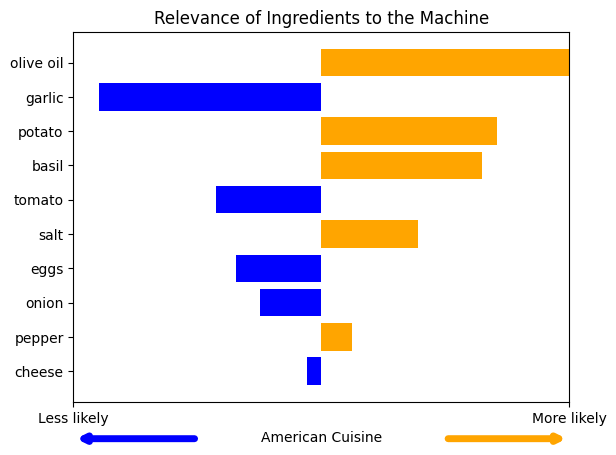 Relevance of Ingredients to the Machine
olive oil
garlic
potato
basil
tomato
salt
eggs
onion
pepper
cheese
Less likely
More likely
American Cuisine